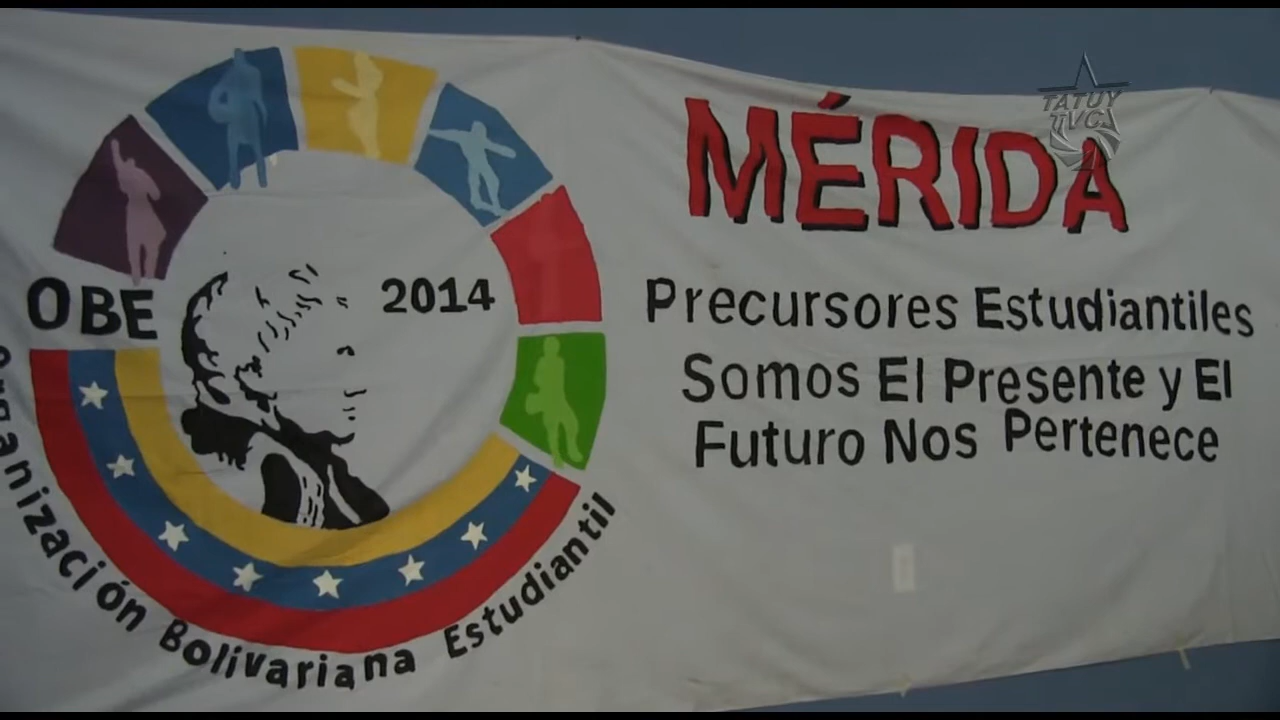 TATUY
TVC
MÉRIDA
OBE
2014
Precursores Estudiantiles
Somos El Presente y El
Futuro Nos Pertenece
Organización Bolivariana Estudiantil